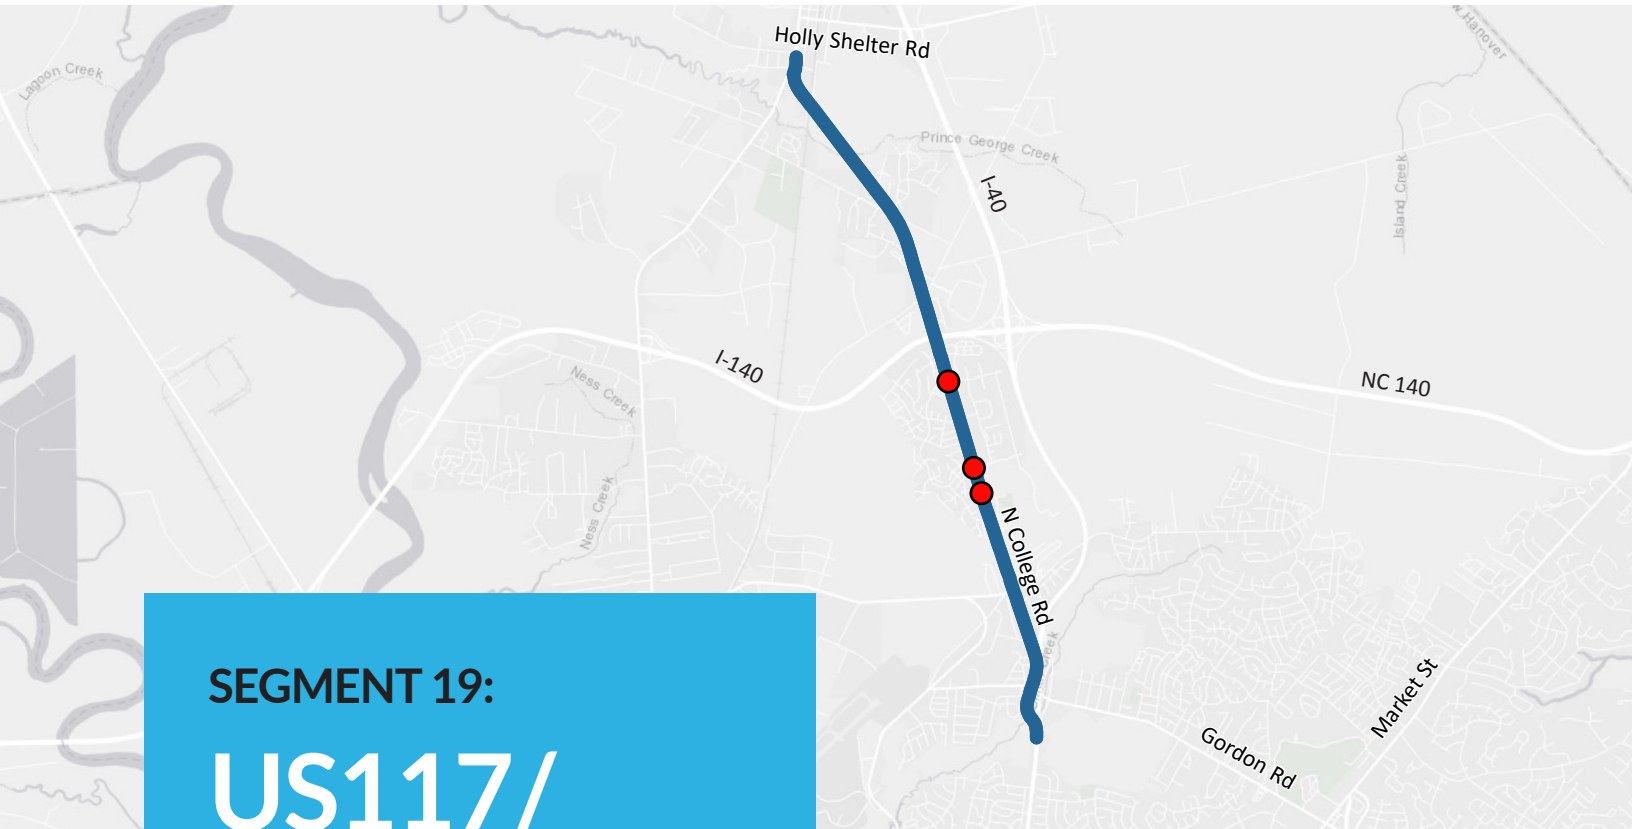 Holly Shelter Rd
w Hanover
Lagoon Creek
Prince George Creek
I-40
Island Creek
I-140
Ness Creek
NC 140
Ness Creek
N College Rd
Creek
Market St
Gordon Rd
SEGMENT 19:
US117/